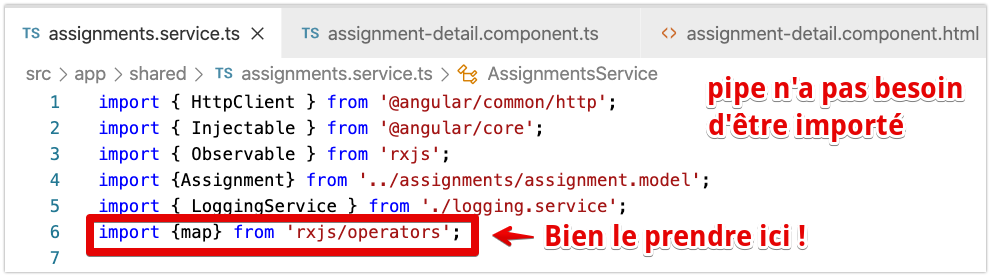 TS assignments.service.ts × TS assignment-detail.component.ts <> assignment-detail.component.html
src > app > shared > TS assignments.service.ts > AssignmentsService
pipe n'a pas besoin
d'être importé
1 import { HttpClient } from '@angular/common/http';
2 import { Injectable } from '@angular/core';
3 import { Observable } from 'rxjs';
4 import {Assignment} from '../assignments/assignment.model';
5 import { LoggingService } from './logging.service';
6 import {map} from 'rxjs/operators'; Bien le prendre ici !
7